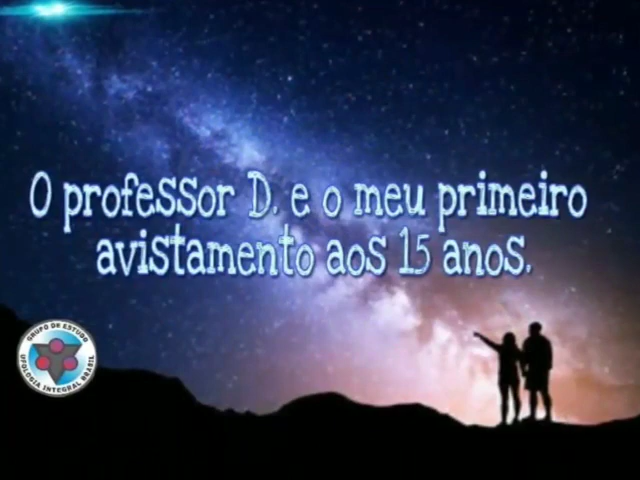 O professor D. e o meu primeiro
avistamento aos 15 anos.
GRUPO DE ESTUDO
UFOLOGIA INTEGRAL BRASIL